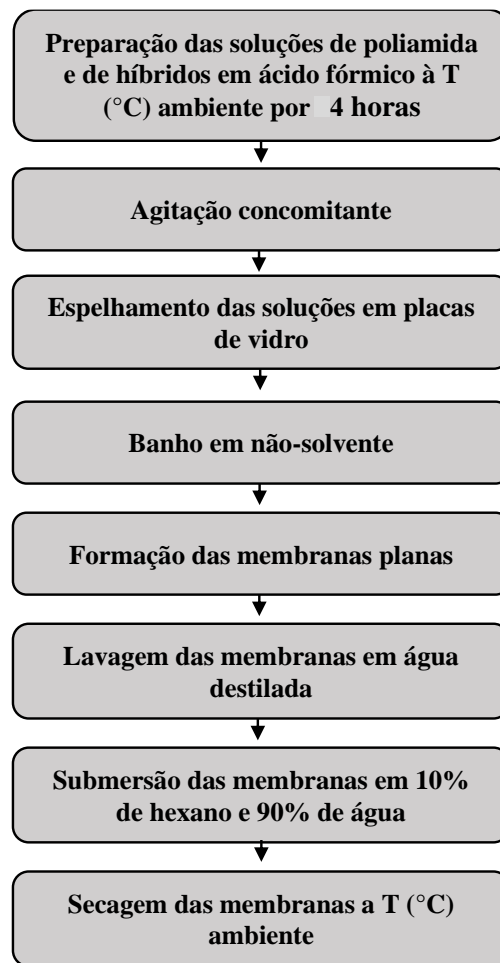 Preparação das soluções de poliamida
e de híbridos em ácido fórmico à T
(°C) ambiente por 4 horas
Agitação concomitante
Espelhamento das soluções em placas
de vidro
Banho em não-solvente
Formação das membranas planas
Lavagem das membranas em água
destilada
Submersão das membranas em 10%
de hexano e 90% de água
Secagem das membranas a T (°C)
ambiente